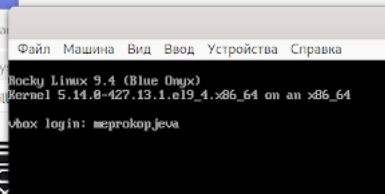 Файл Машина Вид Ввод Устройства Справка
Rocky Linux 9.4 (Blue Onyx)
Kernel 5.14.0-427.13.1.el9_4.x86_64 on an x86_64
vbox login: meprokopjeva